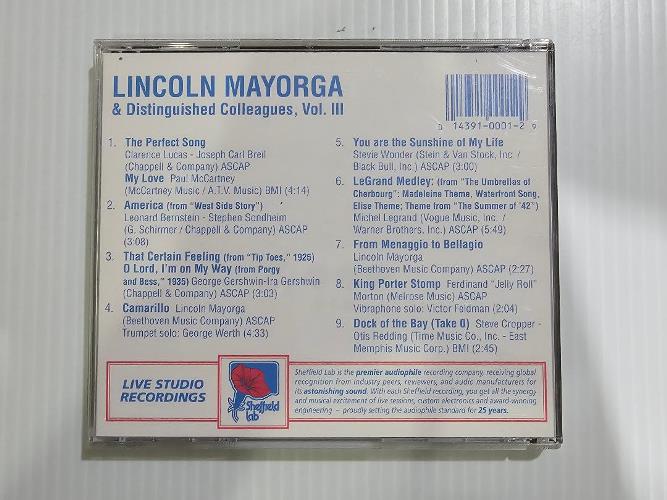 LINCOLN MAYORGA
& Distinguished Colleagues, Vol. III
0 14391-0001-2 9
1. The Perfect Song
Clarence Lucas - Joseph Carl Breil
(Chappell & Company) ASCAP
My Love Paul McCartney
(McCartney Music / A.T.V. Music) BMI (4:14)
2. America (from "West Side Story")
Leonard Bernstein - Stephen Sondheim
(G. Schirmer / Chappell & Company) ASCAP
(3:08)
3. That Certain Feeling (from "Tip Toes," 1926)
O Lord, I'm on My Way (from Porgy
and Bess," 1935) George Gershwin-Ira Gershwin
(Chappell & Company) ASCAP (3:03)
4. Camarillo Lincoln Mayorga
(Beethoven Music Company) ASCAP
Trumpet solo: George Werth (4:33)
5. You are the Sunshine of My Life
Stevie Wonder (Stein & Van Stock, Inc. /
Black Bull, Inc.) ASCAP (3:00)
6. LeGrand Medley: (from "The Umbrellas of
Cherbourg": Madeleine Theme, Waterfront Song,
Elise Theme; Theme from "The Summer of '42")
Michel Legrand (Vogue Music, Inc. /
Warner Brothers, Inc.) ASCAP (5:49)
7. From Menaggio to Bellagio
Lincoln Mayorga
(Beethoven Music Company) ASCAP (2:27)
8. King Porter Stomp Ferdinand "Jelly Roll"
Morton (Melrose Music) ASCAP
Vibraphone solo: Victor Feldman (2:04)
9. Dock of the Bay (Take 0) Steve Cropper -
Otis Redding (Time Music Co., Inc. - East
Memphis Music Corp.) BMI (2:45)
LIVE STUDIO
RECORDINGS
Sheffield
Lab
Sheffield Lab is the premier audiophile recording company, receiving global
recognition from industry peers, reviewers, and audio manufacturers for
its astonishing sound. With each Sheffield Recording, you get all the synergy
and musical excitement of live sessions, custom electronics and award-winning
engineering – proudly setting the audiophile standard for 25 years.